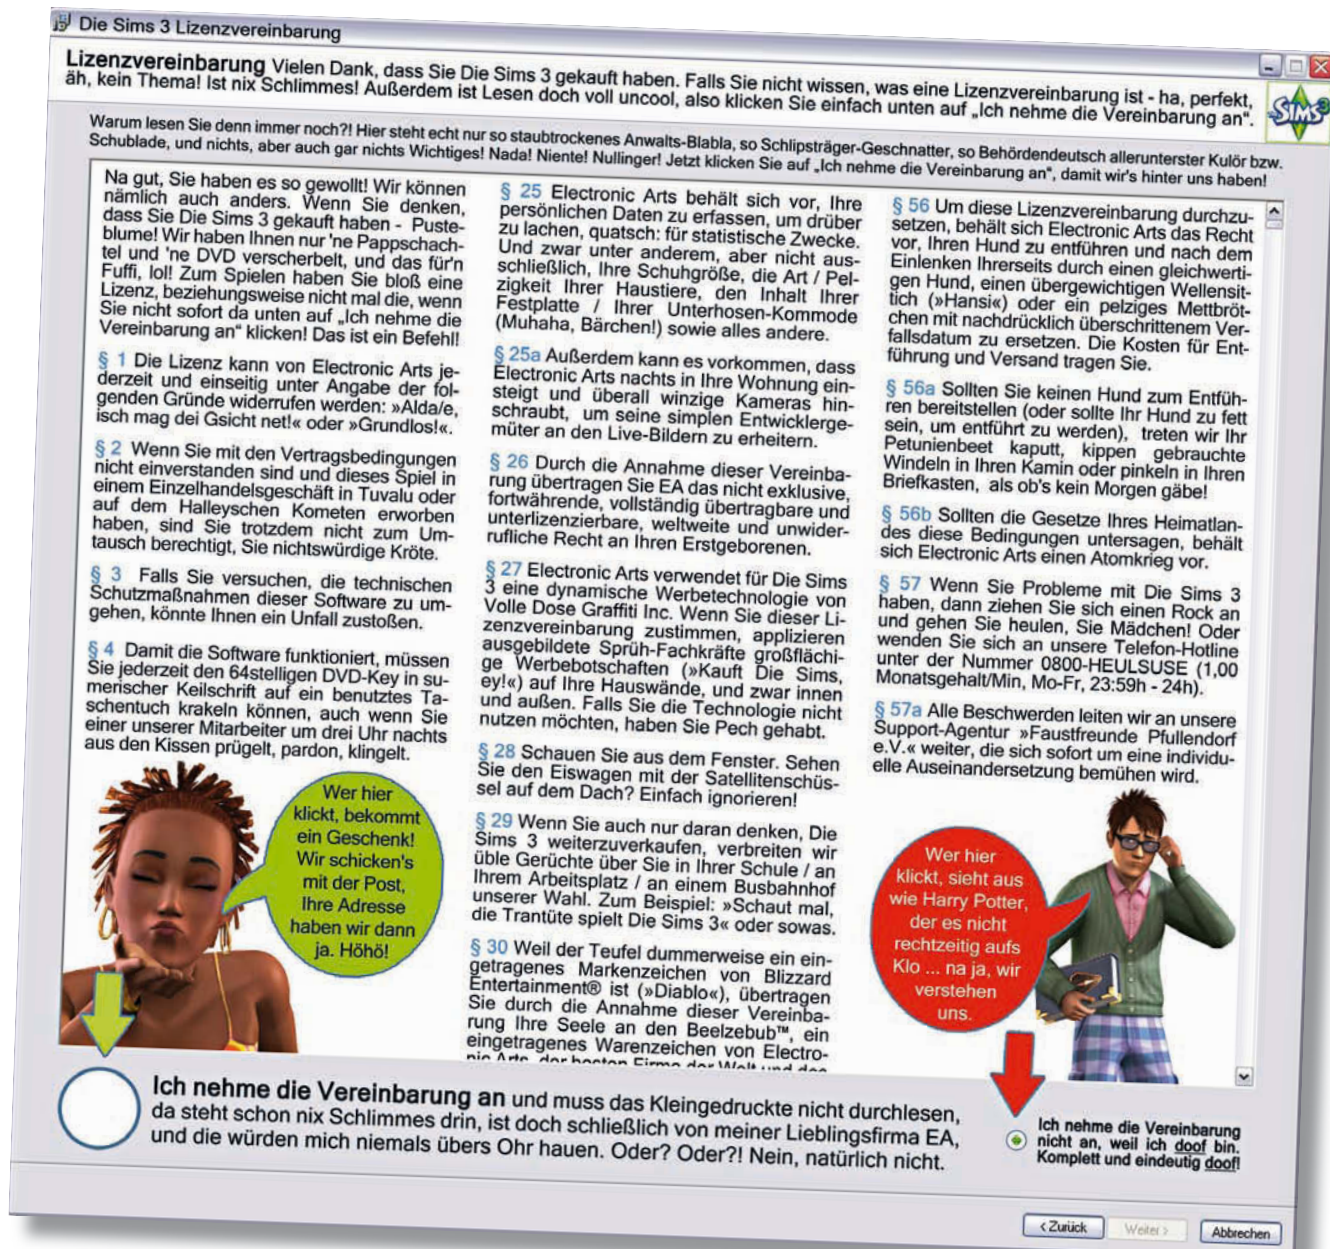 Die Sims 3 Lizenzvereinbarung
Lizenzvereinbarung Vielen Dank, dass Sie Die Sims 3 gekauft haben. Falls Sie nicht wissen, was eine Lizenzvereinbarung ist - ha, perfekt,
äh, kein Thema! Ist nix Schlimmes! Außerdem ist Lesen doch voll uncool, also klicken Sie einfach unten auf „Ich nehme die Vereinbarung an“.
SIMS 3
Warum lesen Sie denn immer noch?! Hier steht echt nur so staubtrockenes Anwalts-Blabla, so Schlipsträger-Geschnatter, so Behördendeutsch allerunterster Kulör bzw.
Schublade, und nichts, aber auch gar nichts Wichtiges! Nada! Niente! Nullinger! Jetzt klicken Sie auf „Ich nehme die Vereinbarung an“, damit wir's hinter uns haben!
Na gut, Sie haben es so gewollt! Wir können
nämlich auch anders. Wenn Sie denken,
dass Sie Die Sims 3 gekauft haben - Puste-
blume! Wir haben Ihnen nur 'ne Pappschach-
tel und 'ne DVD verscherbelt, und das für'n
Fuffi, lol! Zum Spielen haben Sie bloß eine
Lizenz, beziehungsweise nicht mal die, wenn
Sie nicht sofort da unten auf „Ich nehme die
Vereinbarung an“ klicken! Das ist ein Befehl!
§ 1 Die Lizenz kann von Electronic Arts je-
derzeit und einseitig unter Angabe der fol-
genden Gründe widerrufen werden: »Alda/e,
isch mag dei Gsicht net!« oder »Grundlos!«.
§ 2 Wenn Sie mit den Vertragsbedingungen
nicht einverstanden sind und dieses Spiel in
einem Einzelhandelsgeschäft in Tuvalu oder
auf dem Halleyschen Kometen erworben
haben, sind Sie trotzdem nicht zum Um-
tausch berechtigt, Sie nichtswürdige Kröte.
§ 3 Falls Sie versuchen, die technischen
Schutzmaßnahmen dieser Software zu um-
gehen, könnte Ihnen ein Unfall zustoßen.
§ 4 Damit die Software funktioniert, müssen
Sie jederzeit den 64stelligen DVD-Key in su-
merischer Keilschrift auf ein benutztes Ta-
schentuch krakeln können, auch wenn Sie
einer unserer Mitarbeiter um drei Uhr nachts
aus den Kissen prügelt, pardon, klingelt.
Wer hier
klickt, bekommt
ein Geschenk!
Wir schicken's
mit der Post,
Ihre Adresse
haben wir dann
ja. Höhö!
§ 25 Electronic Arts behält sich vor, Ihre
persönlichen Daten zu erfassen, um drüber
zu lachen, quatsch: für statistische Zwecke.
Und zwar unter anderem, aber nicht aus-
schließlich, Ihre Schuhgröße, die Art / Pel-
zigkeit Ihrer Haustiere, den Inhalt Ihrer
Festplatte / Ihrer Unterhosen-Kommode
(Muhaha, Bärchen!) sowie alles andere.
§ 25a Außerdem kann es vorkommen, dass
Electronic Arts nachts in Ihre Wohnung ein-
steigt und überall winzige Kameras hin-
schraubt, um seine simplen Entwicklerge-
müter an den Live-Bildern zu erheitern.
§ 26 Durch die Annahme dieser Vereinba-
rung übertragen Sie EA das nicht exklusive,
fortwährende, vollständig übertragbare und
unterlizenzierbare, weltweite und unwider-
rufliche Recht an Ihren Erstgeborenen.
§ 27 Electronic Arts verwendet für Die Sims
3 eine dynamische Werbetechnologie von
Volle Dose Graffiti Inc. Wenn Sie dieser Li-
zenzvereinbarung zustimmen, applizieren
ausgebildete Sprüh-Fachkräfte großflächi-
ge Werbebotschaften (»Kauft Die Sims,
ey!«) auf Ihre Hauswände, und zwar innen
und außen. Falls Sie die Technologie nicht
nutzen möchten, haben Sie Pech gehabt.
§ 28 Schauen Sie aus dem Fenster. Sehen
Sie den Eiswagen mit der Satellitenschüs-
sel auf dem Dach? Einfach ignorieren!
§ 29 Wenn Sie auch nur daran denken, Die
Sims 3 weiterzuverkaufen, verbreiten wir
üble Gerüchte über Sie in Ihrer Schule / an
Ihrem Arbeitsplatz / an einem Busbahnhof
unserer Wahl. Zum Beispiel: »Schaut mal,
die Trantüte spielt Die Sims 3« oder sowas.
§ 30 Weil der Teufel dummerweise ein ein-
getragenes Markenzeichen von Blizzard
Entertainment® ist (»Diablo«), übertragen
Sie durch die Annahme dieser Vereinba-
rung Ihre Seele an den Beelzebub™, ein
eingetragenes Warenzeichen von Electro-
nic Arts, der besten Firma der Welt und des
§ 56 Um diese Lizenzvereinbarung durchzu-
setzen, behält sich Electronic Arts das Recht
vor, Ihren Hund zu entführen und nach dem
Einlenken Ihrerseits durch einen gleichwerti-
gen Hund, einen übergewichtigen Wellensit-
tich (»Hansi«) oder ein pelziges Mettbröt-
chen mit nachdrücklich überschrittenem Ver-
fallsdatum zu ersetzen. Die Kosten für Ent-
führung und Versand tragen Sie.
§ 56a Sollten Sie keinen Hund zum Entfüh-
ren bereitstellen (oder sollte Ihr Hund zu fett
sein, um entführt zu werden), treten wir Ihr
Petunienbeet kaputt, kippen gebrauchte
Windeln in Ihren Kamin oder pinkeln in Ihren
Briefkasten, als ob's kein Morgen gäbe!
§ 56b Sollten die Gesetze Ihres Heimatlan-
des diese Bedingungen untersagen, behält
sich Electronic Arts einen Atomkrieg vor.
§ 57 Wenn Sie Probleme mit Die Sims 3
haben, dann ziehen Sie sich einen Rock an
und gehen Sie heulen, Sie Mädchen! Oder
wenden Sie sich an unsere Telefon-Hotline
unter der Nummer 0800-HEULSUSE (1,00
Monatsgehalt/Min, Mo-Fr, 23:59h - 24h).
§ 57a Alle Beschwerden leiten wir an unsere
Support-Agentur »Faustfreunde Pfullendorf
e.V.« weiter, die sich sofort um eine individu-
elle Auseinandersetzung bemühen wird.
Wer hier
klickt, sieht aus
wie Harry Potter,
der es nicht
rechtzeitig aufs
Klo ... na ja, wir
verstehen
uns.
Ich nehme die Vereinbarung an und muss das Kleingedruckte nicht durchlesen,
da steht schon nix Schlimmes drin, ist doch schließlich von meiner Lieblingsfirma EA,
und die würden mich niemals übers Ohr hauen. Oder? Oder?! Nein, natürlich nicht.
Ich nehme die Vereinbarung
nicht an, weil ich doof bin.
Komplett und eindeutig doof!
< Zurück
Weiter >
Abbrechen